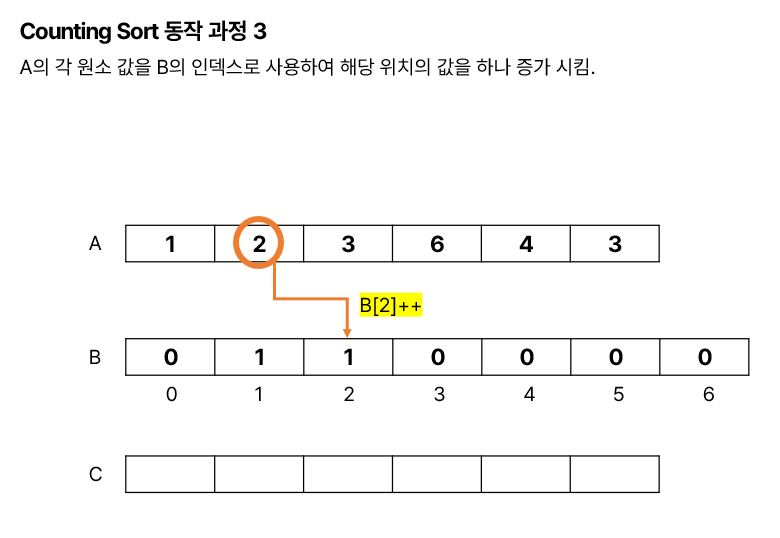 Counting Sort 동작 과정 3
A의 각 원소 값을 B의 인덱스로 사용하여 해당 위치의 값을 하나 증가 시킴.
A 1 2 3 6 4 3
B[2]++
B 0 1 1 0 0 0 0
0 1 2 3 4 5 6
C